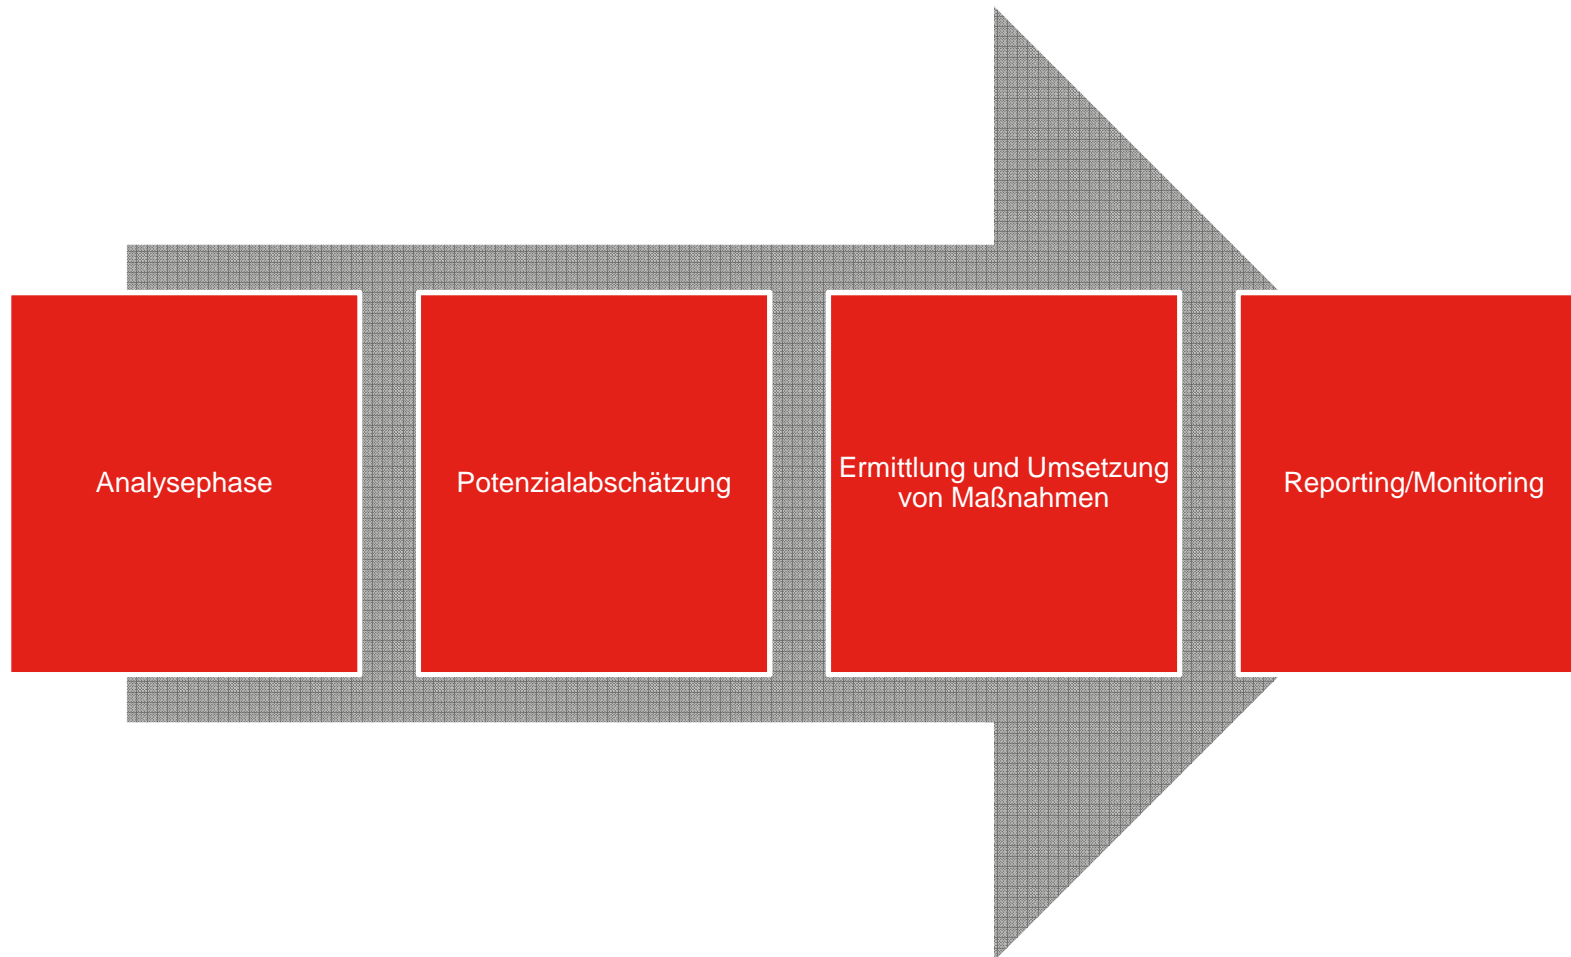 Analysephase
Potenzialabschätzung
Ermittlung und Umsetzung
von Maßnahmen
Reporting/Monitoring